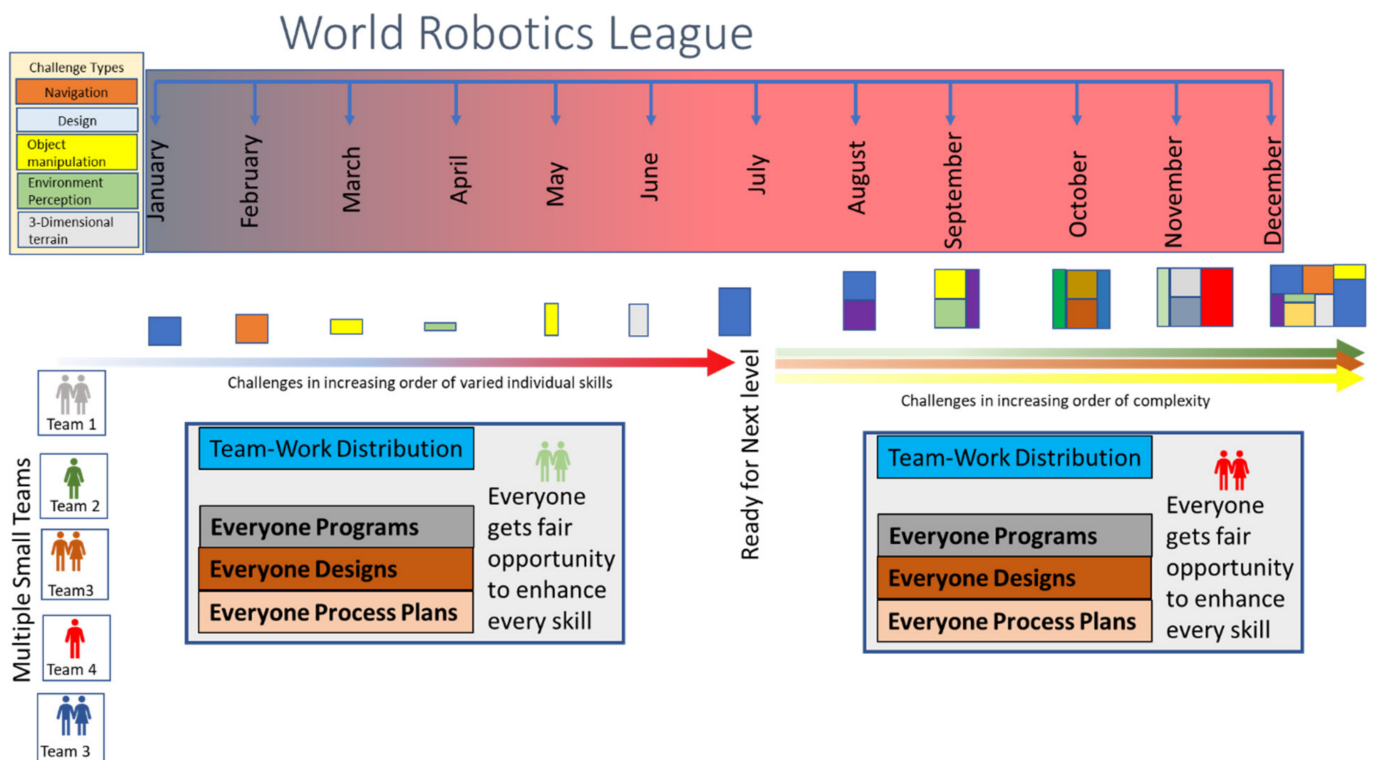 World Robotics League
Challenge Types
Navigation
Design
Object
manipulation
Environment
Perception
3-Dimensional
terrain
January
February
March
April
May
June
July
August
September
October
November
December
Challenges in increasing order of varied individual skills
Ready for Next level
Challenges in increasing order of complexity
Multiple Small Teams
Team 1
Team 2
Team3
Team 4
Team 3
Team-Work Distribution
Everyone Programs
Everyone Designs
Everyone Process Plans
Everyone
gets fair
opportunity
to enhance
every skill
Team-Work Distribution
Everyone Programs
Everyone Designs
Everyone Process Plans
Everyone
gets fair
opportunity
to enhance
every skill